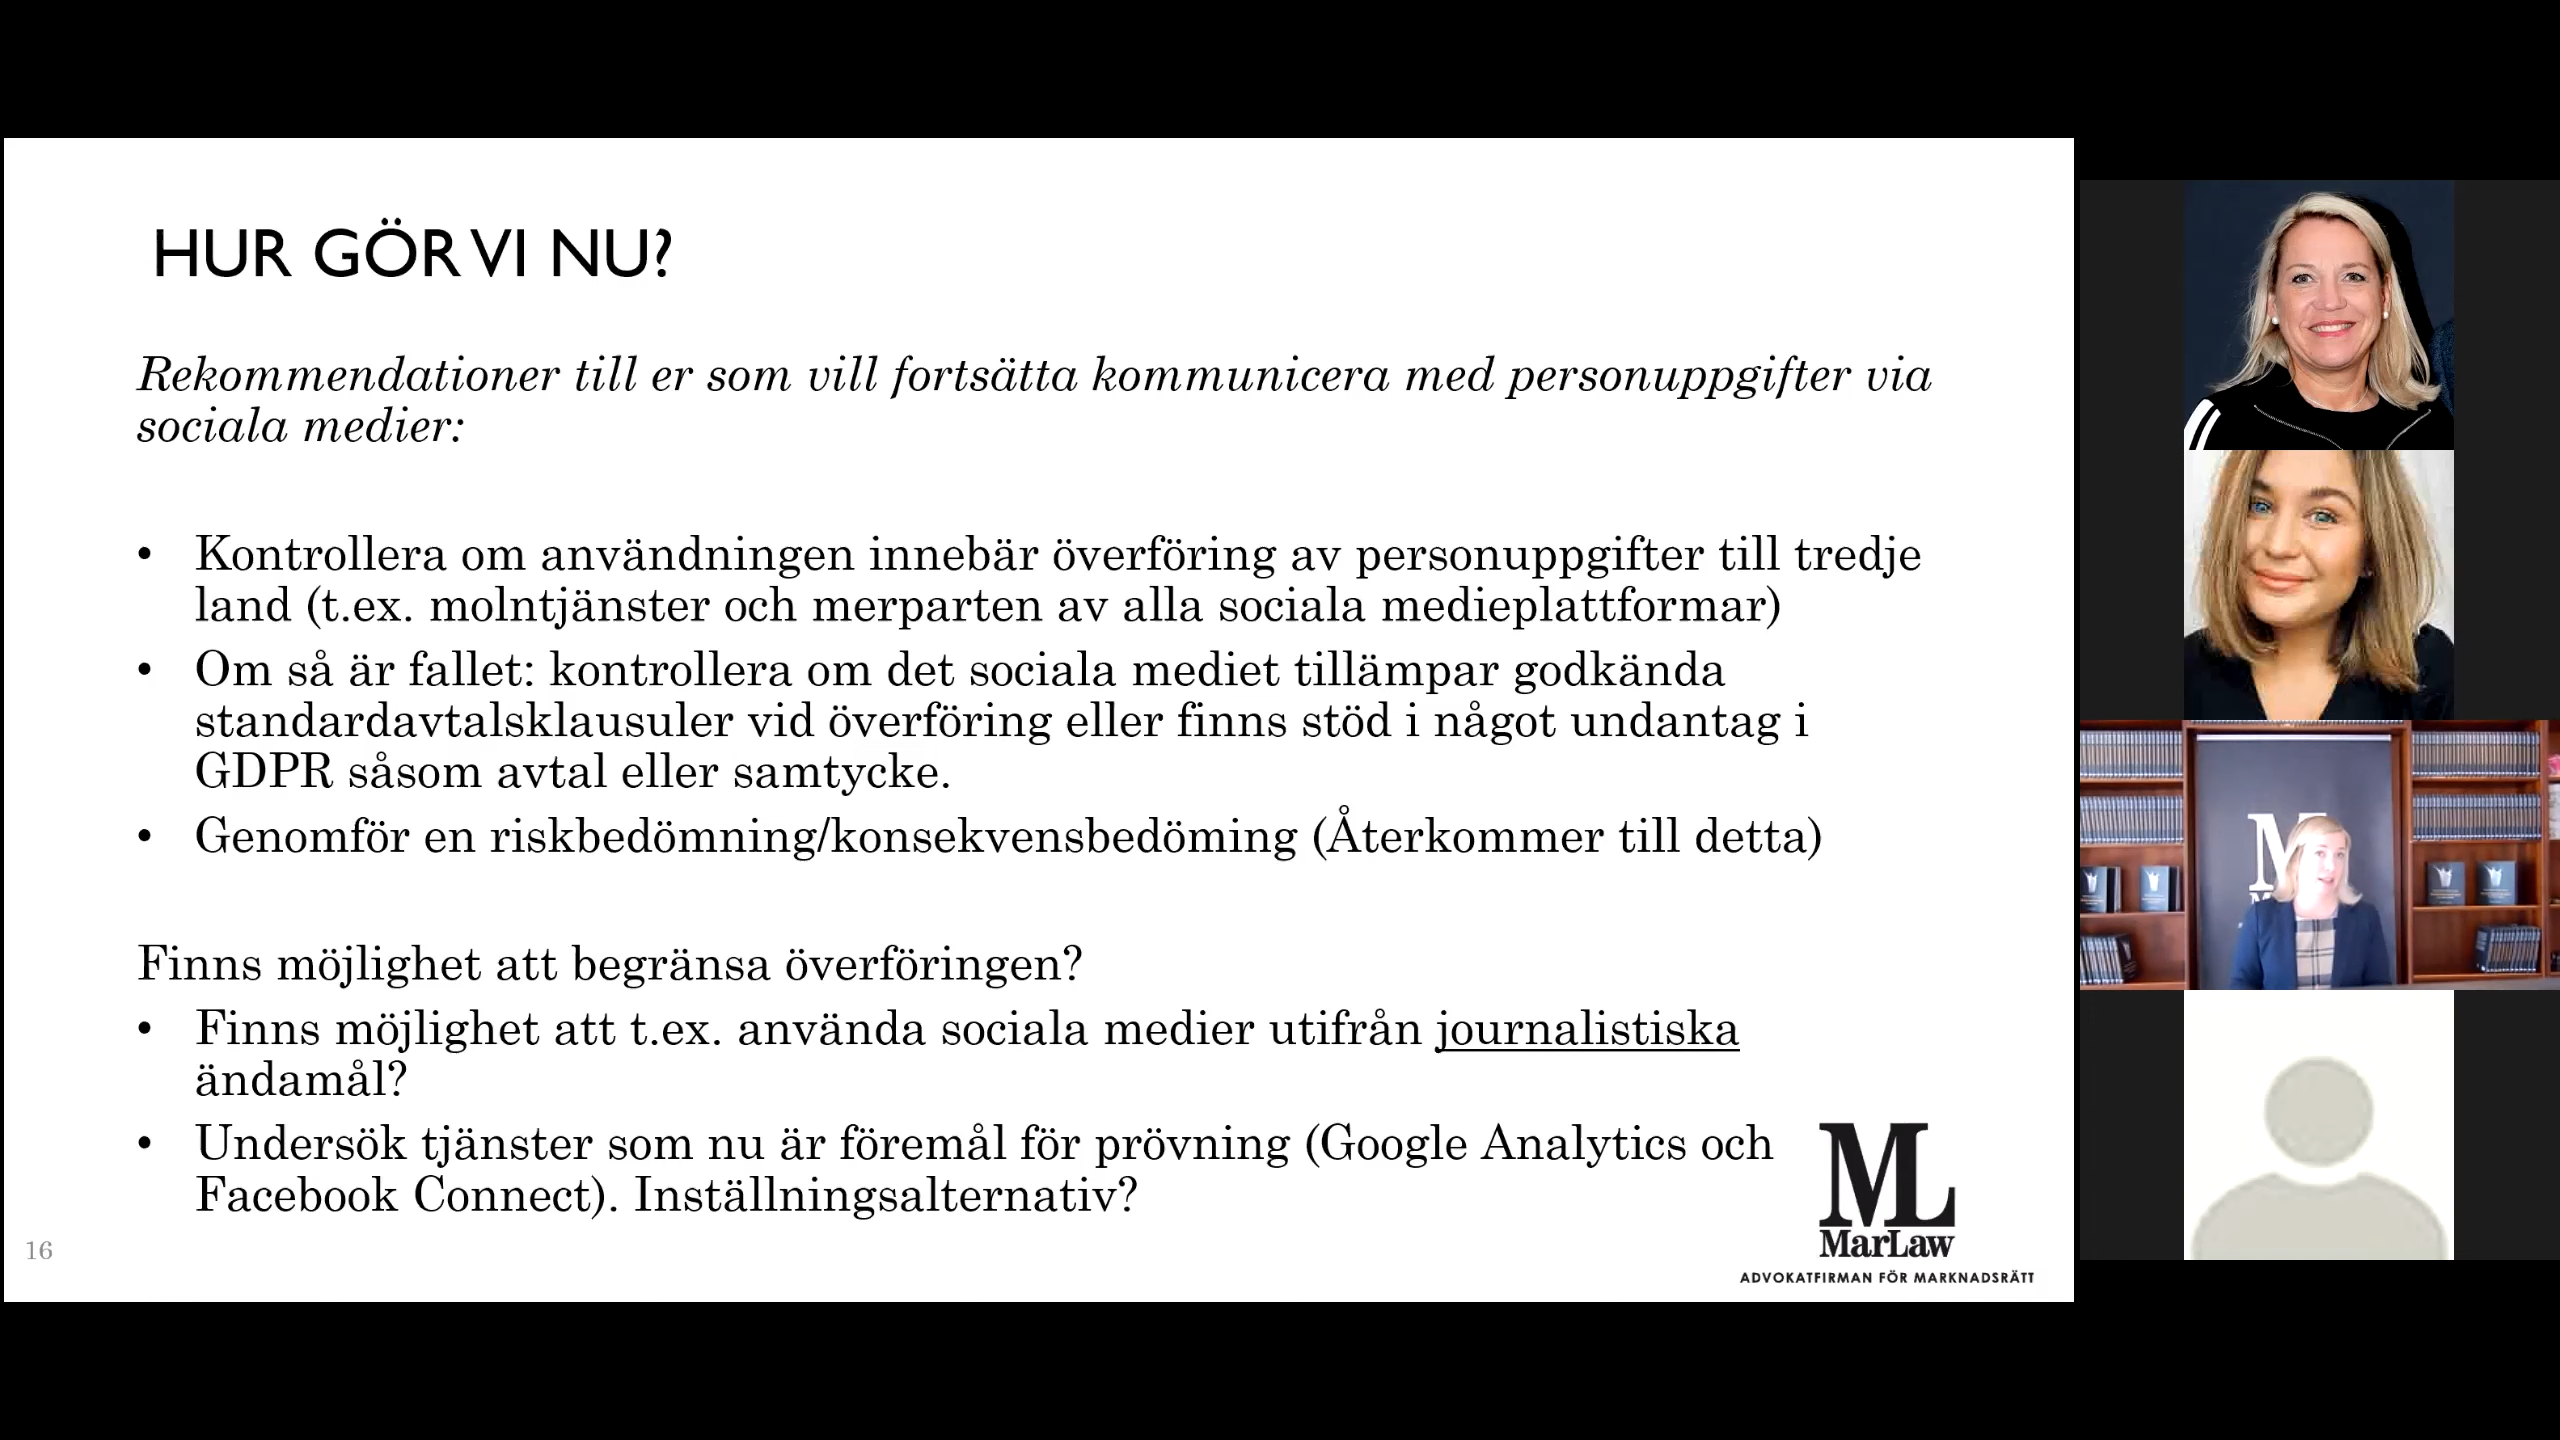 HUR GÖR VI NU?
Rekommendationer till er som vill fortsätta kommunicera med personuppgifter via
sociala medier:
• Kontrollera om användningen innebär överföring av personuppgifter till tredje
land (t.ex. molntjänster och merparten av alla sociala medieplattformar)
• Om så är fallet: kontrollera om det sociala mediet tillämpar godkända
standardavtalsklausuler vid överföring eller finns stöd i något undantag i
GDPR såsom avtal eller samtycke.
• Genomför en riskbedömning/konsekvensbedöming (Återkommer till detta)
Finns möjlighet att begränsa överföringen?
• Finns möjlighet att t.ex. använda sociala medier utifrån journalistiska
ändamål?
• Undersök tjänster som nu är föremål för prövning (Google Analytics och
Facebook Connect). Inställningsalternativ?
16
ML
MarLaw
ADVOKATFIRMAN FÖR MARKNADSRÄTT